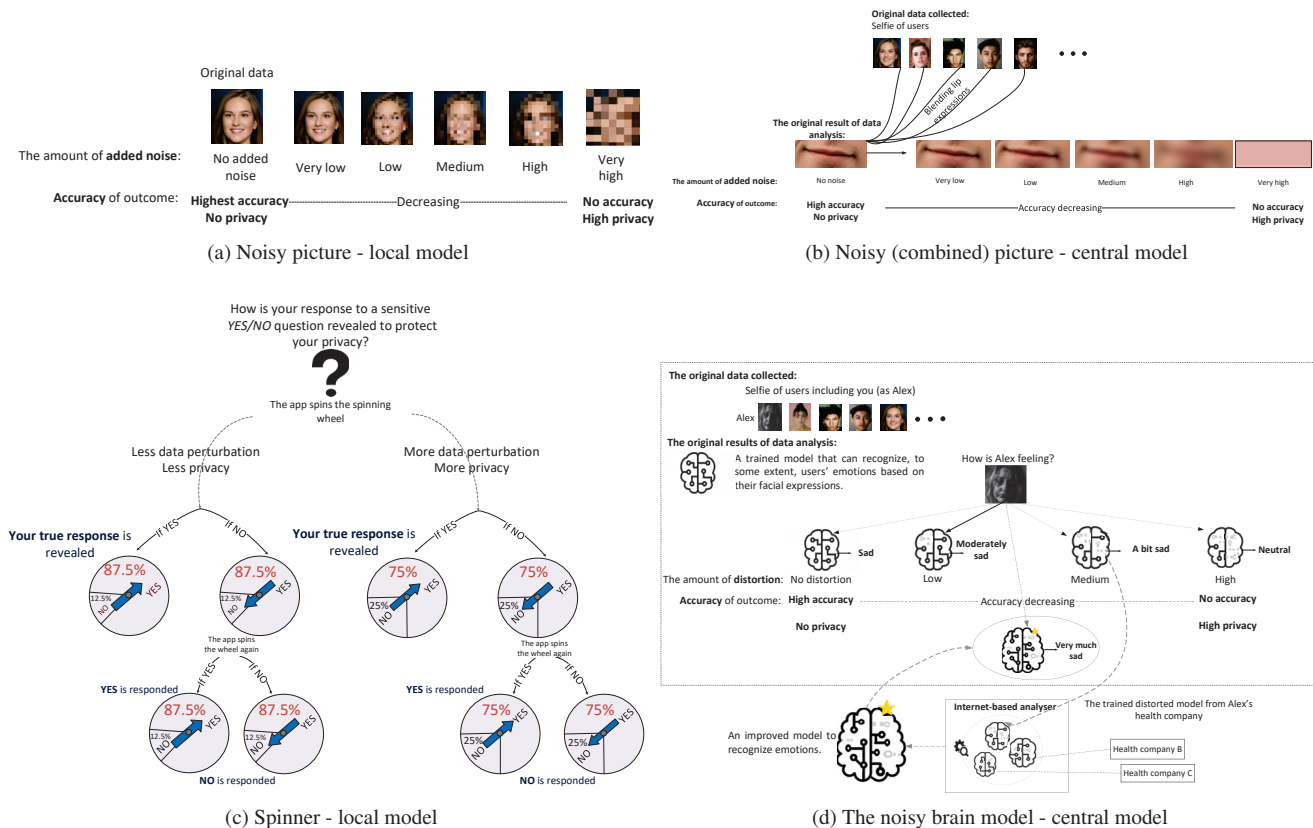 Original data
The amount of added noise:
No added
noise
Very low
Low
Medium
High
Very
high
Accuracy of outcome:
Highest accuracy
No privacy
Decreasing
No accuracy
High privacy
(a) Noisy picture - local model
Original data collected:
Selfie of users
Blending lip
expressions
The original result of data
analysis:
The amount of added noise:
No noise
Very low
Low
Medium
High
Very high
Accuracy of outcome:
High accuracy
No privacy
Accuracy decreasing
No accuracy
High privacy
(b) Noisy (combined) picture - central model
How is your response to a sensitive
YES/NO question revealed to protect
your privacy?
?
The app spins the spinning
wheel
Less data perturbation
Less privacy
More data perturbation
More privacy
If YES
If NO
If YES
If NO
Your true response is
revealed
Your true response is
revealed
87.5%
12.5%
NO
YES
87.5%
12.5%
NO
YES
75%
25%
NO
YES
75%
25%
NO
YES
The app spins
the wheel again
The app spins
the wheel again
If YES
If NO
If YES
If NO
YES is responded
YES is responded
87.5%
12.5%
NO
YES
87.5%
12.5%
NO
YES
75%
25%
NO
YES
75%
25%
NO
YES
NO is responded
NO is responded
(c) Spinner - local model
The original data collected:
Selfie of users including you (as Alex)
Alex
The original results of data analysis:
A trained model that can recognize, to
some extent, users' emotions based on
their facial expressions.
How is Alex feeling?
Sad
Moderately
sad
A bit sad
Neutral
The amount of distortion:
No distortion
Low
Medium
High
Accuracy of outcome:
High accuracy
Accuracy decreasing
No accuracy
No privacy
High privacy
Very much
sad
An improved model to
recognize emotions.
Internet-based analyser
The trained distorted model from Alex's
health company
Health company B
Health company C
(d) The noisy brain model - central model